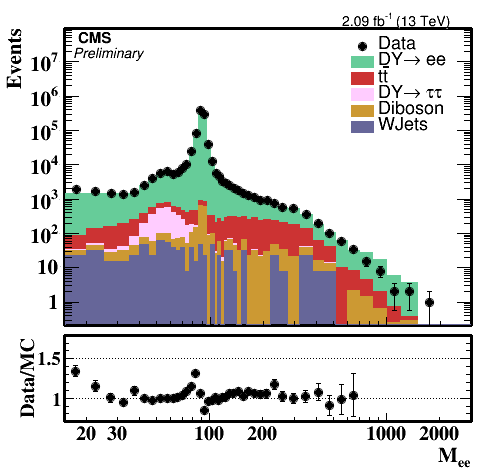 2.09 fb⁻¹ (13 TeV)
CMS
Preliminary
Events
10⁷
10⁶
10⁵
10⁴
10³
10²
10
1
Data
DY→ ee
tt̄
DY→ ττ
Diboson
WJets
Data/MC
1.5
1
20 30 100 200 1000 2000
Mₑₑ